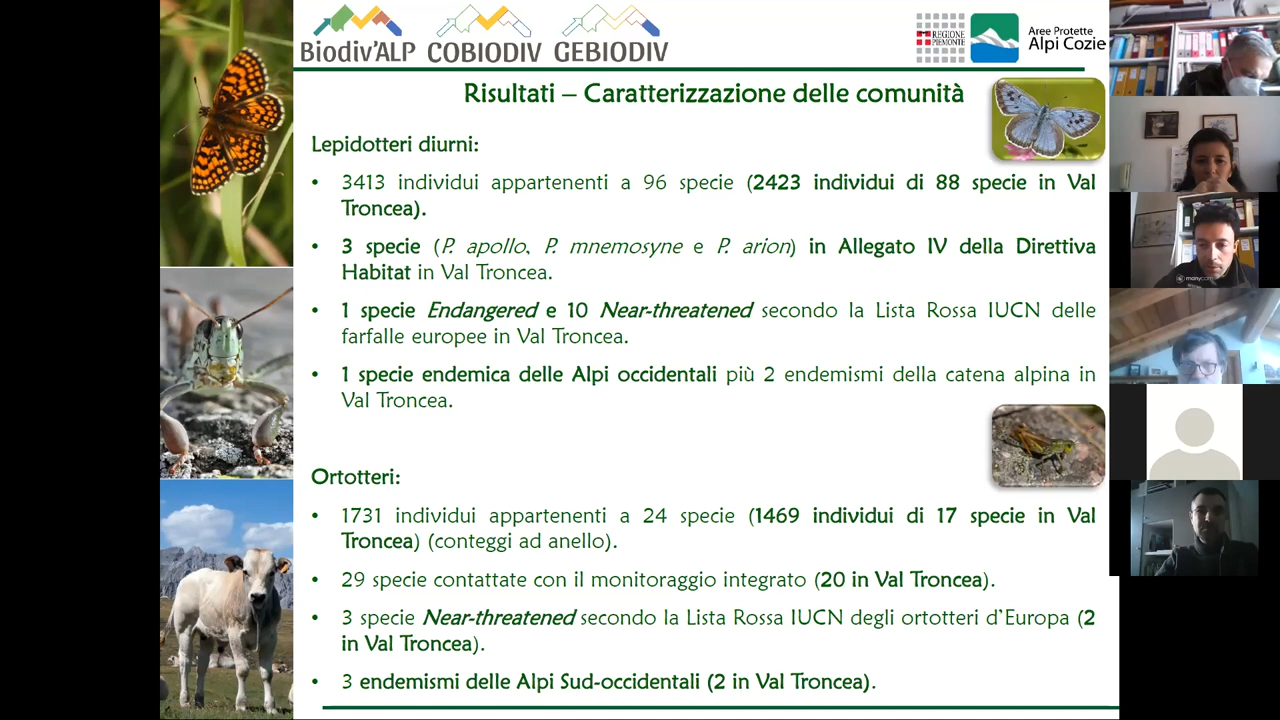 Biodiv'ALP COBIODIV GEBIODIV
REGIONE
PIEMONTE
Aree Protette
Alpi Cozie
Risultati – Caratterizzazione delle comunità
Lepidotteri diurni:
• 3413 individui appartenenti a 96 specie (2423 individui di 88 specie in Val
Troncea).
• 3 specie (P. apollo, P. mnemosyne e P. arion) in Allegato IV della Direttiva
Habitat in Val Troncea.
• 1 specie Endangered e 10 Near-threatened secondo la Lista Rossa IUCN delle
farfalle europee in Val Troncea.
• 1 specie endemica delle Alpi occidentali più 2 endemismi della catena alpina in
Val Troncea.
Ortotteri:
• 1731 individui appartenenti a 24 specie (1469 individui di 17 specie in Val
Troncea) (conteggi ad anello).
• 29 specie contattate con il monitoraggio integrato (20 in Val Troncea).
• 3 specie Near-threatened secondo la Lista Rossa IUCN degli ortotteri d'Europa (2
in Val Troncea).
• 3 endemismi delle Alpi Sud-occidentali (2 in Val Troncea).
manycam